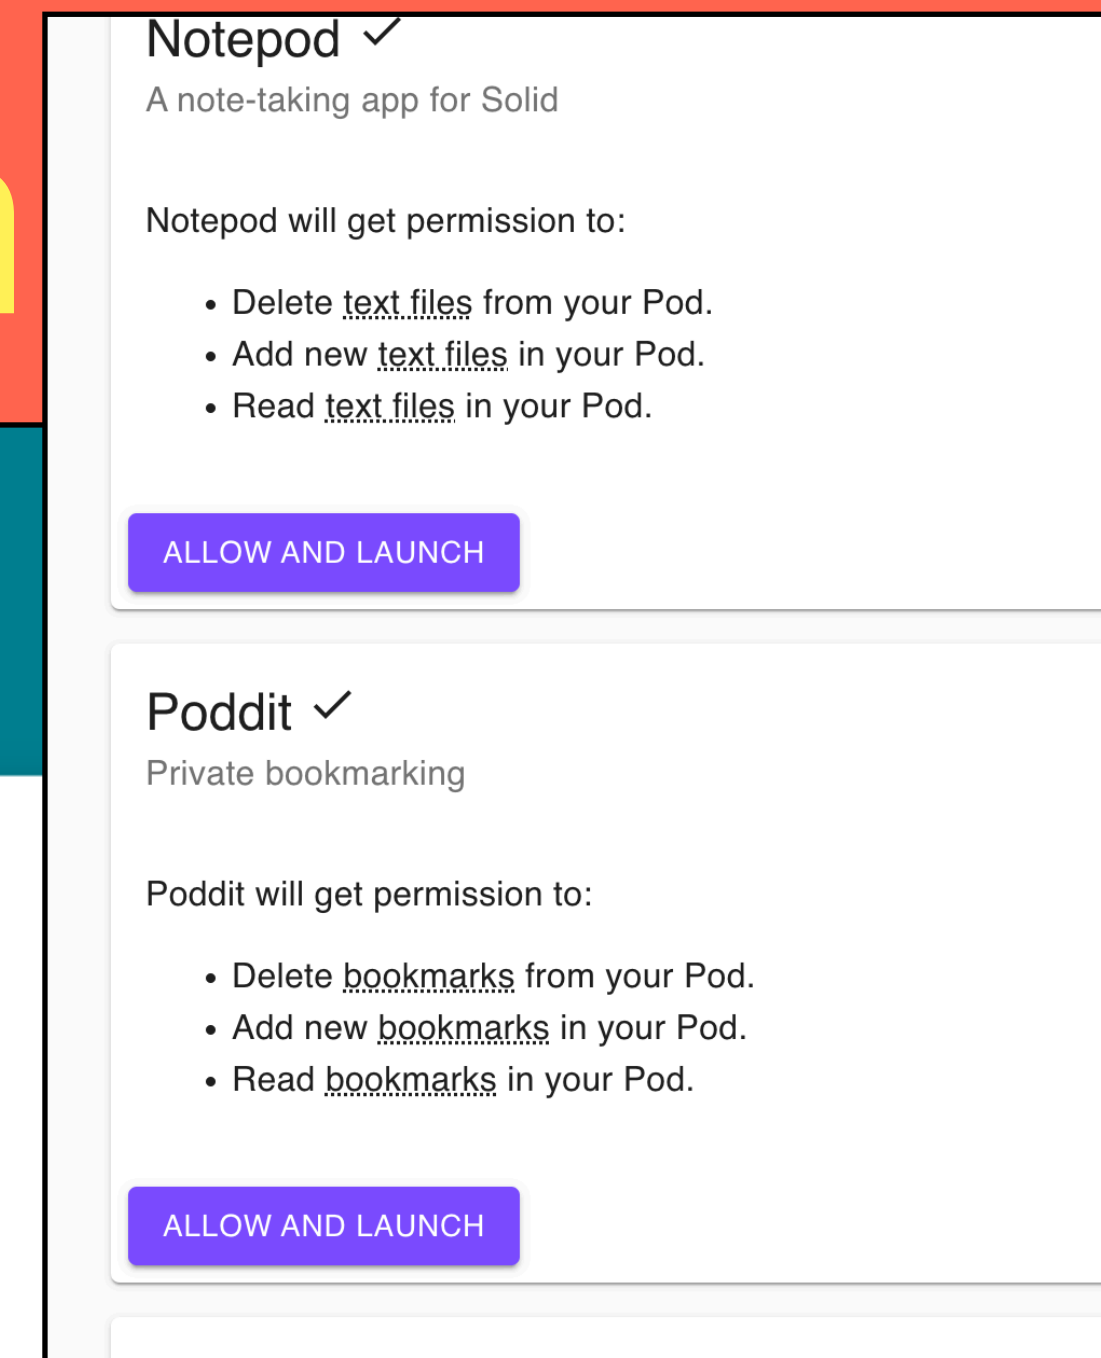 Notepod
A note-taking app for Solid
Notepod will get permission to:
• Delete text files from your Pod.
• Add new text files in your Pod.
• Read text files in your Pod.
ALLOW AND LAUNCH
Poddit
Private bookmarking
Poddit will get permission to:
• Delete bookmarks from your Pod.
• Add new bookmarks in your Pod.
• Read bookmarks in your Pod.
ALLOW AND LAUNCH